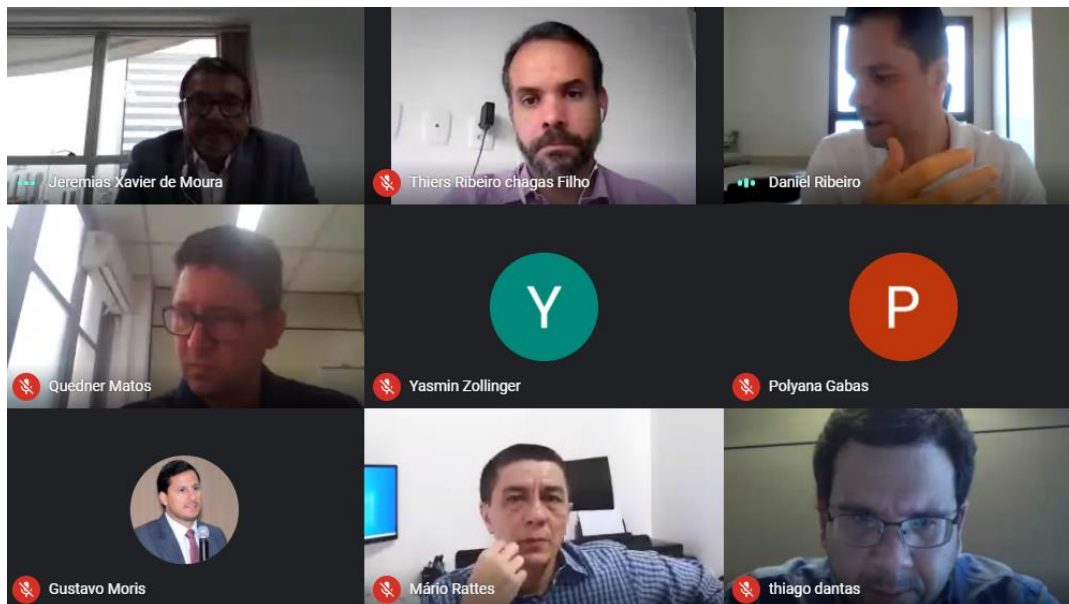 Jeremias Xavier de Moura
Thiers Ribeiro chagas Filho
Daniel Ribeiro
Quedner Matos
Y
Yasmin Zollinger
P
Polyana Gabas
Gustavo Moris
Mário Rattes
thiago dantas